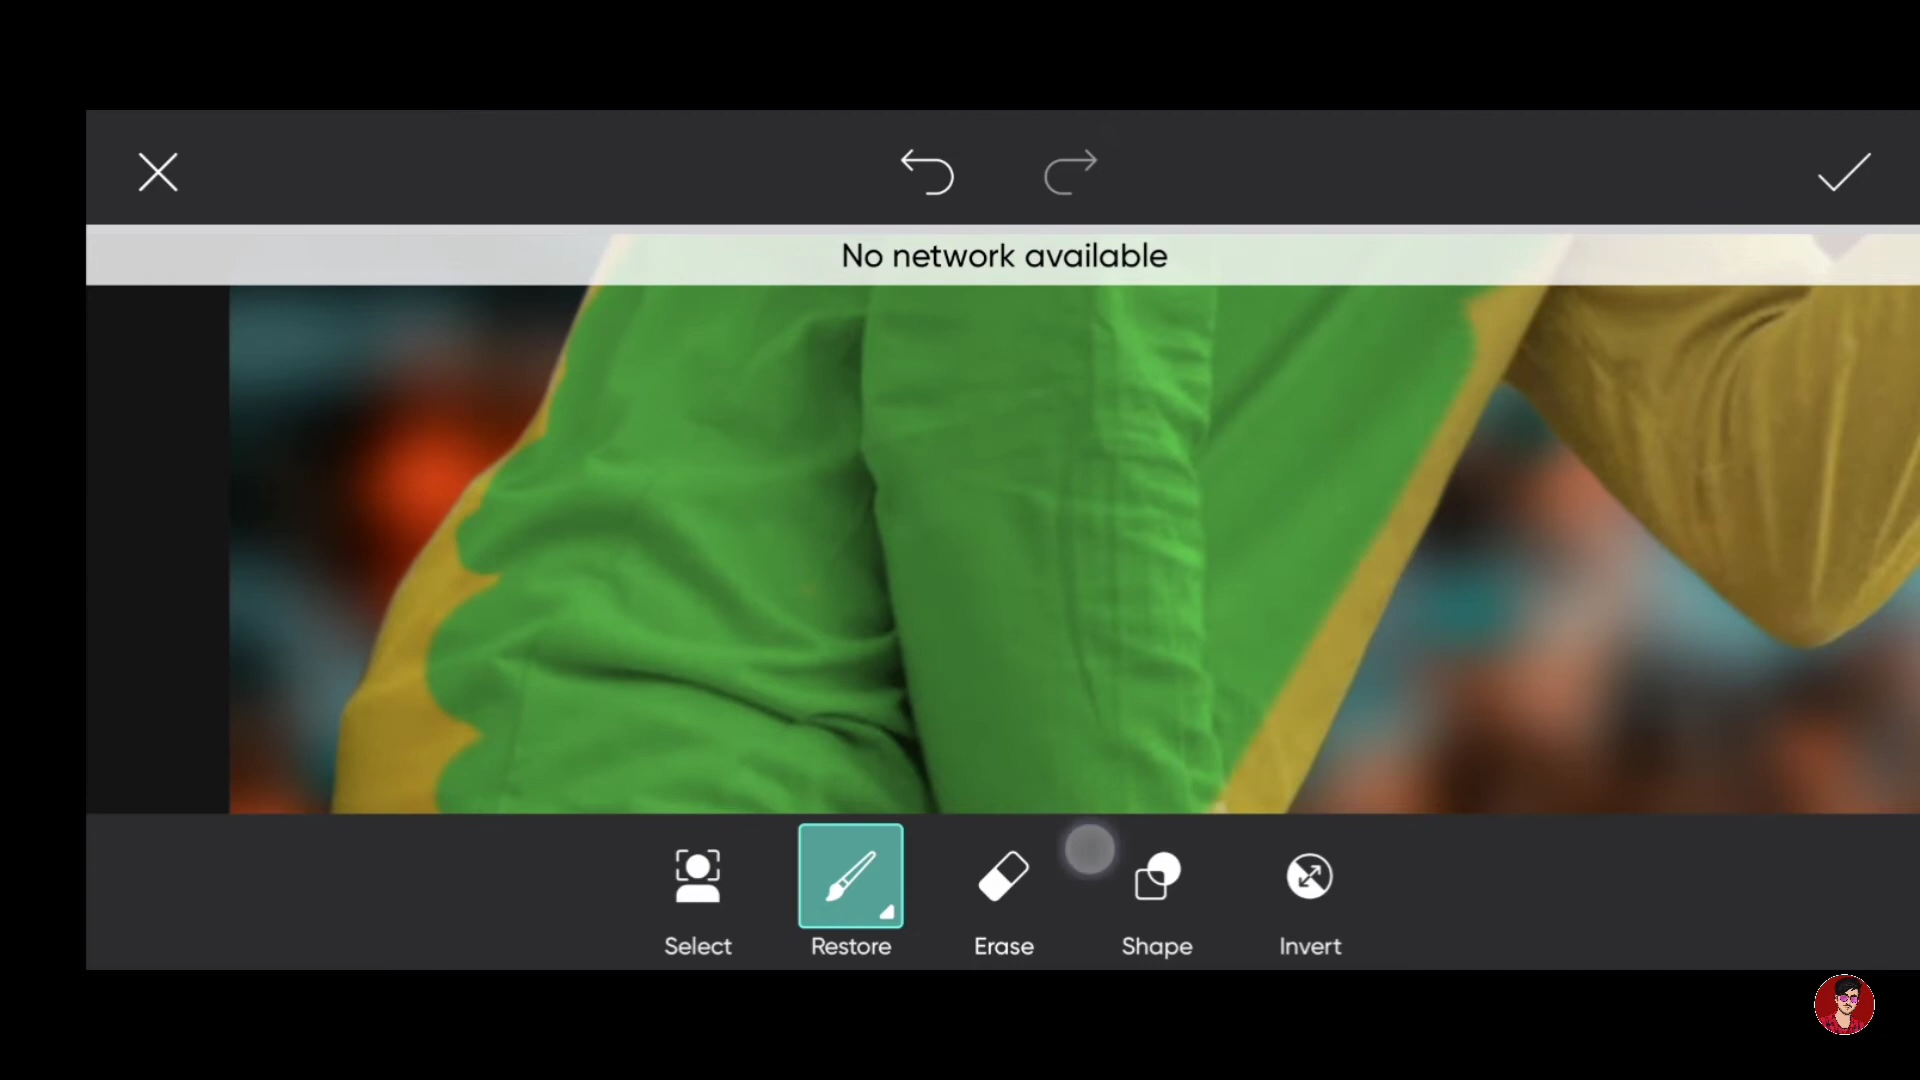 No network available
Select
Restore
Erase
Shape
Invert